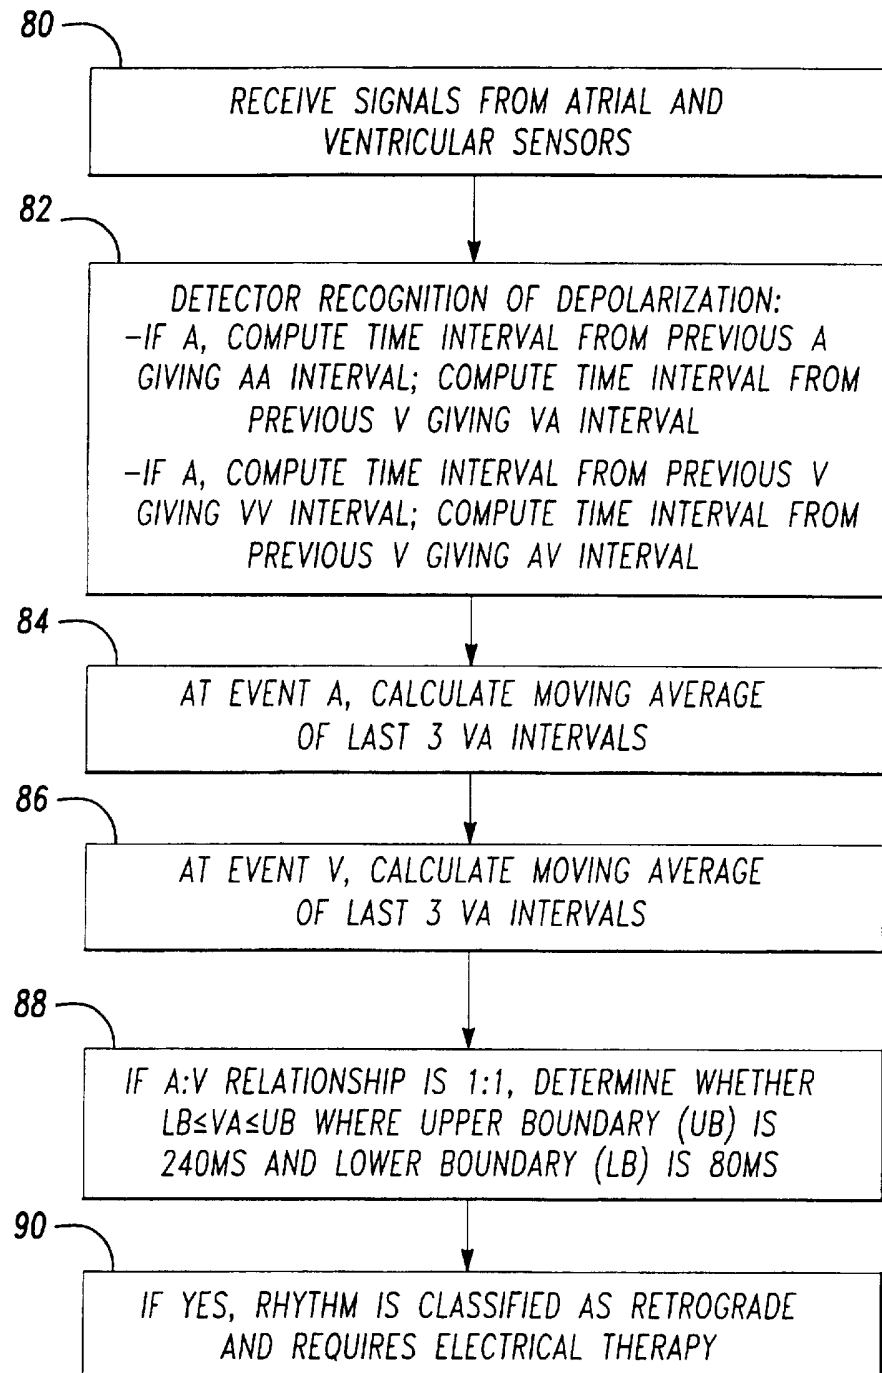 80
RECEIVE SIGNALS FROM ATRIAL AND
VENTRICULAR SENSORS
82
DETECTOR RECOGNITION OF DEPOLARIZATION:
-IF A, COMPUTE TIME INTERVAL FROM PREVIOUS A
GIVING AA INTERVAL; COMPUTE TIME INTERVAL FROM
PREVIOUS V GIVING VA INTERVAL
-IF A, COMPUTE TIME INTERVAL FROM PREVIOUS V
GIVING VV INTERVAL; COMPUTE TIME INTERVAL FROM
PREVIOUS V GIVING AV INTERVAL
84
AT EVENT A, CALCULATE MOVING AVERAGE
OF LAST 3 VA INTERVALS
86
AT EVENT V, CALCULATE MOVING AVERAGE
OF LAST 3 VA INTERVALS
88
IF A:V RELATIONSHIP IS 1:1, DETERMINE WHETHER
LB≤VA≤UB WHERE UPPER BOUNDARY (UB) IS
240MS AND LOWER BOUNDARY (LB) IS 80MS
90
IF YES, RHYTHM IS CLASSIFIED AS RETROGRADE
AND REQUIRES ELECTRICAL THERAPY